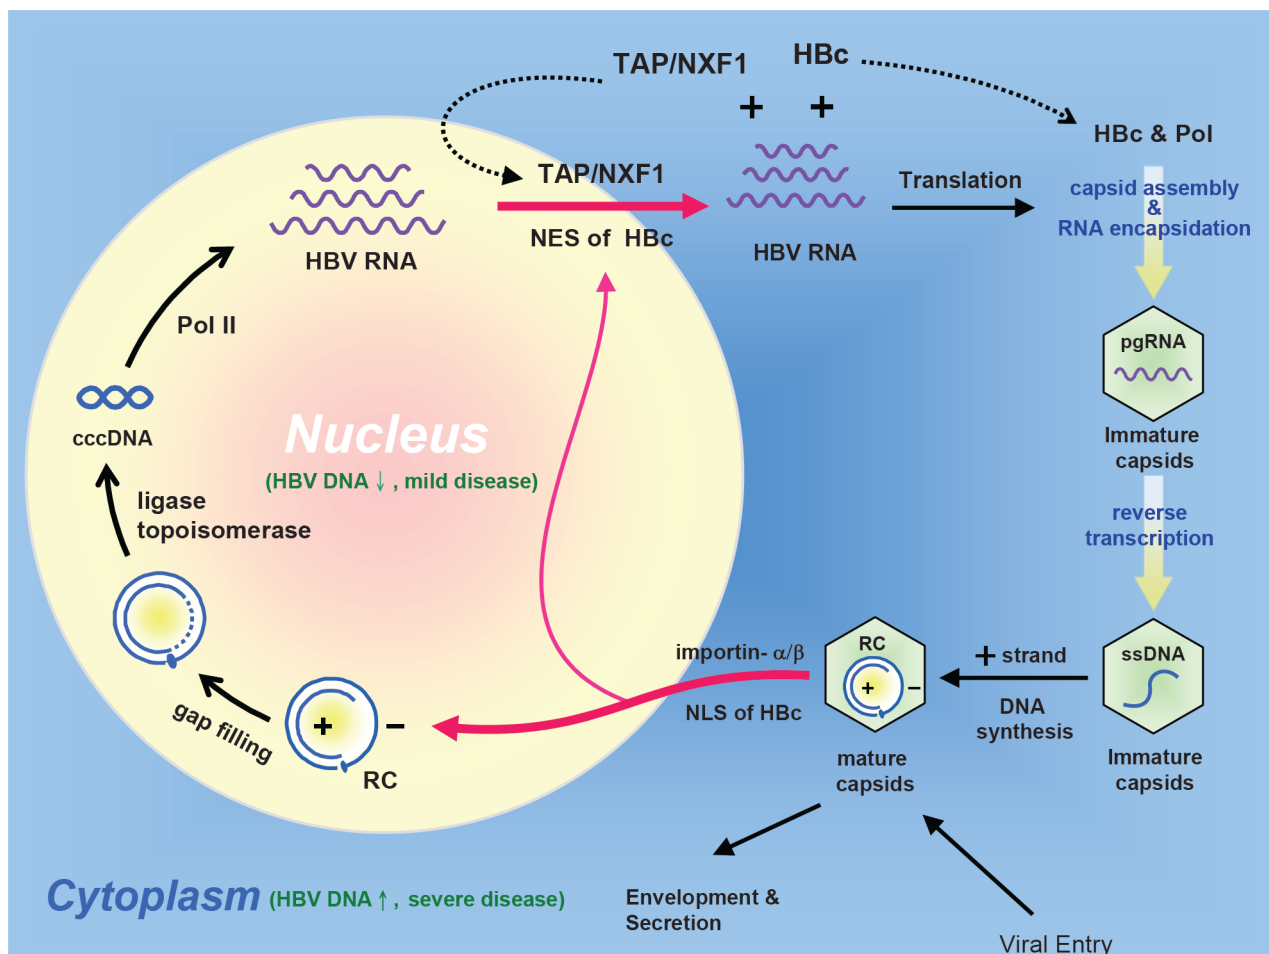 TAP/NXF1
HBc
+ +
HBc & Pol
TAP/NXF1
NES of HBc
HBV RNA
HBV RNA
Translation
capsid assembly
&
RNA encapsidation
Pol II
pgRNA
Immature
capsids
cccDNA
Nucleus
(HBV DNA ↓ , mild disease)
ligase
topoisomerase
reverse
transcription
importin- α/β
NLS of HBc
RC
+ −
mature
capsids
+ strand
DNA
synthesis
ssDNA
Immature
capsids
gap filling
+ −
RC
Cytoplasm (HBV DNA ↑ , severe disease)
Envelopment &
Secretion
Viral Entry